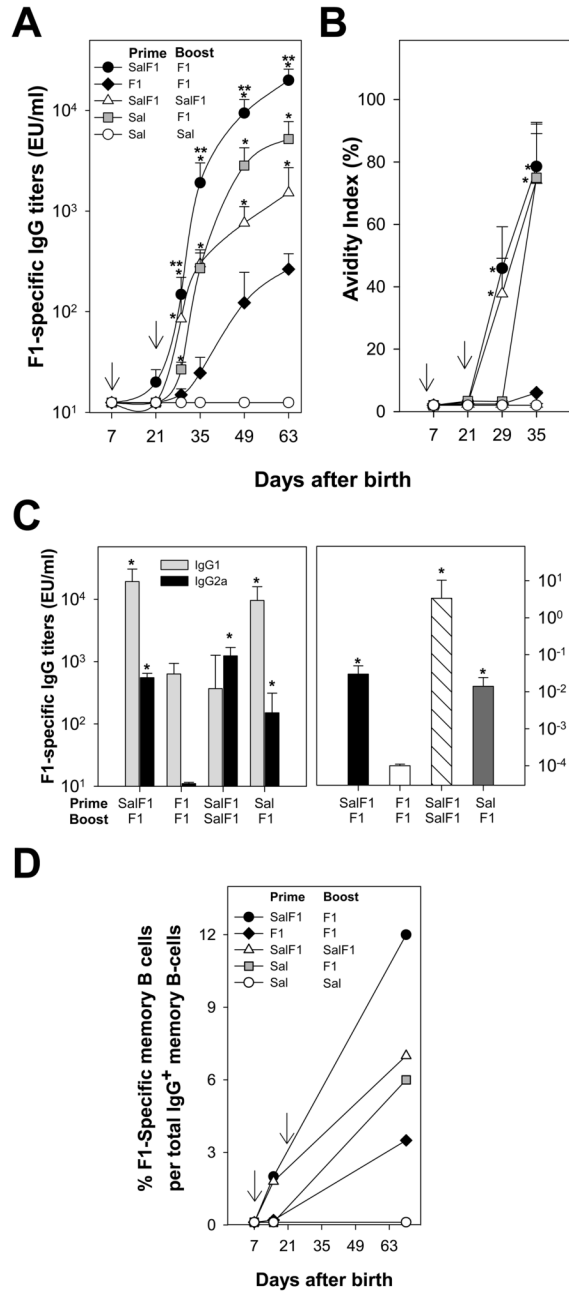 A
Prime Boost
SalF1 F1
F1 F1
SalF1 SalF1
Sal F1
Sal Sal
F1-specific IgG titers (EU/ml)
10^4
10^3
10^2
10^1
** * ** * ** * ** *
* * * * * * * *
7 21 35 49 63
B
Avidity Index (%)
100
80
60
40
20
0
* * * *
7 21 29 35
Days after birth
C
F1-specific IgG titers (EU/ml)
10^4
10^3
10^2
10^1
IgG1
IgG2a
* * * * *
Prime SalF1 F1 SalF1 Sal
Boost F1 F1 SalF1 F1
* * *
10^1
10^0
10^-1
10^-2
10^-3
10^-4
SalF1 F1 SalF1 Sal
F1 F1 SalF1 F1
D
Prime Boost
SalF1 F1
F1 F1
SalF1 SalF1
Sal F1
Sal Sal
% F1-Specific memory B cells
per total IgG+ memory B-cells
12
9
6
3
0
7 21 35 49 63
Days after birth